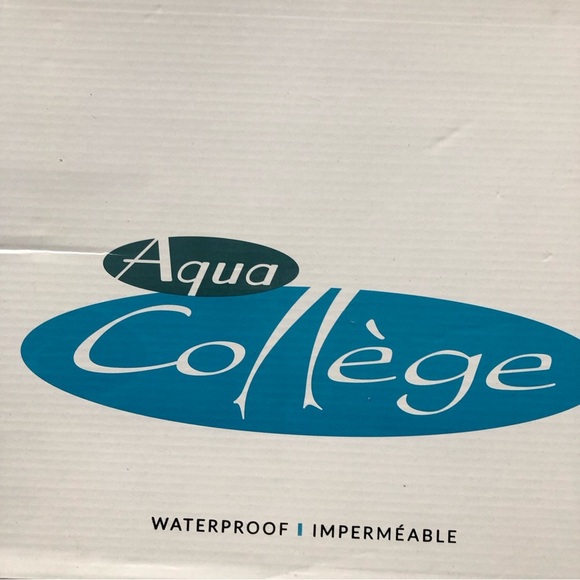 Aqua
Collège
WATERPROOF | IMPERMÉABLE